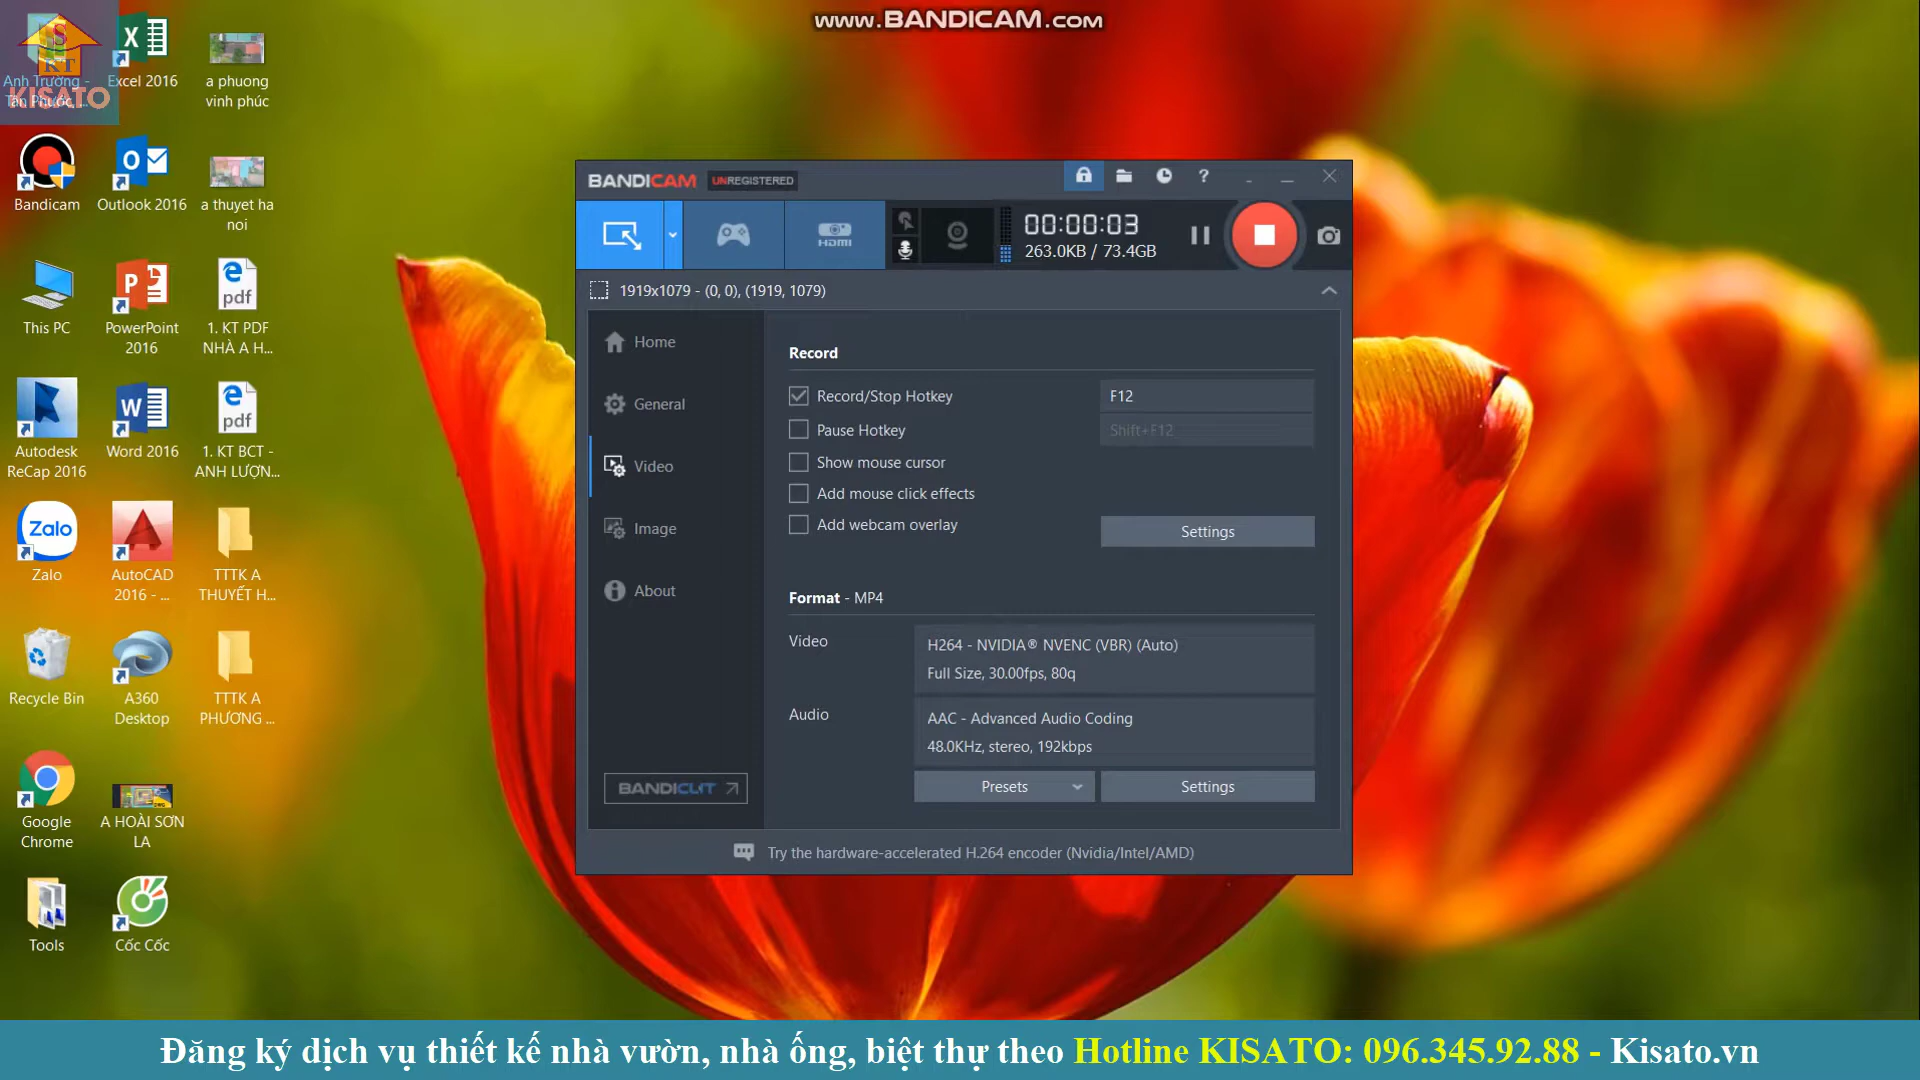 www.BANDICAM.com
Anh Trường -
Tân Phước, ...
KISATO
Excel 2016
a phuong
vinh phúc
Bandicam
Outlook 2016
a thuyet ha
noi
This PC
PowerPoint
2016
1. KT PDF
NHÀ A H...
Autodesk
ReCap 2016
Word 2016
1. KT BCT -
ANH LƯỢN...
Zalo
Zalo
AutoCAD
2016 - ...
TTTK A
THUYẾT H...
Recycle Bin
A360
Desktop
TTTK A
PHƯƠNG ...
Google
Chrome
A HOÀI SƠN
LA
Tools
Cốc Cốc
BANDICAM UNREGISTERED
HDMI
00:00:03
263.0KB / 73.4GB
1919x1079 - (0, 0), (1919, 1079)
Home
General
Video
Image
About
BANDICUT
Record
Record/Stop Hotkey F12
Pause Hotkey Shift+F12
Show mouse cursor
Add mouse click effects
Add webcam overlay
Settings
Format - MP4
Video
H264 - NVIDIA® NVENC (VBR) (Auto)
Full Size, 30.00fps, 80q
Audio
AAC - Advanced Audio Coding
48.0KHz, stereo, 192kbps
Presets
Settings
Try the hardware-accelerated H.264 encoder (Nvidia/Intel/AMD)
Đăng ký dịch vụ thiết kế nhà vườn, nhà ống, biệt thự theo Hotline KISATO: 096.345.92.88 - Kisato.vn